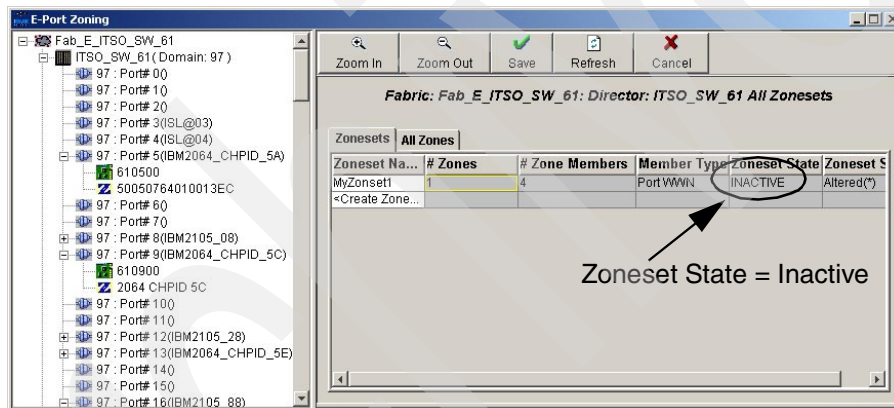 E-Port Zoning
Fab_E_ITSO_SW_61
ITSO_SW_61( Domain: 97 )
97 : Port# 0()
97 : Port# 1()
97 : Port# 2()
97 : Port# 3(ISL@03)
97 : Port# 4(ISL@04)
97 : Port# 5(IBM2064_CHPID_5A)
610500
50050764010013EC
97 : Port# 6()
97 : Port# 7()
97 : Port# 8(IBM2105_08)
97 : Port# 9(IBM2064_CHPID_5C)
610900
2064 CHPID 5C
97 : Port# 10()
97 : Port# 11()
97 : Port# 12(IBM2105_28)
97 : Port# 13(IBM2064_CHPID_5E)
97 : Port# 14()
97 : Port# 15()
97 : Port# 16(IBM2105_88)
Zoom In Zoom Out Save Refresh Cancel
Fabric: Fab_E_ITSO_SW_61: Director: ITSO_SW_61 All Zonesets
Zonesets All Zones
Zoneset Na... # Zones # Zone Members Member Type Zoneset State Zoneset S
MyZonset1 1 4 Port WWN INACTIVE Altered(*)
<Create Zone...
Zoneset State = Inactive